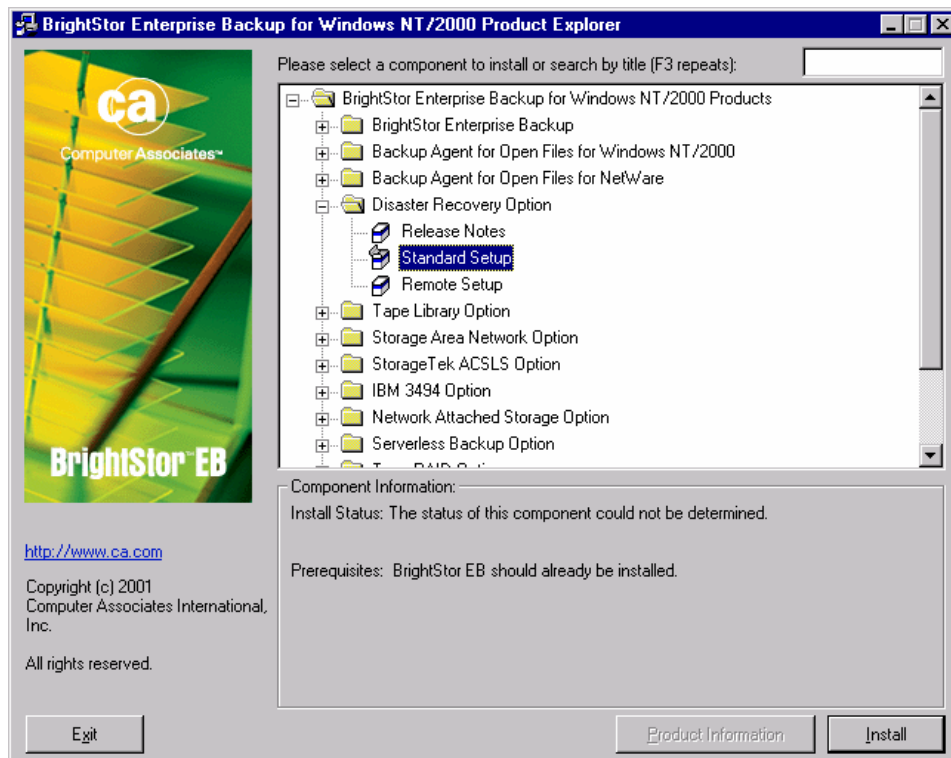 BrightStor Enterprise Backup for Windows NT/2000 Product Explorer
ca
Computer Associates™
BrightStor™ EB
http://www.ca.com
Copyright (c) 2001
Computer Associates International,
Inc.
All rights reserved.
Please select a component to install or search by title (F3 repeats):
BrightStor Enterprise Backup for Windows NT/2000 Products
BrightStor Enterprise Backup
Backup Agent for Open Files for Windows NT/2000
Backup Agent for Open Files for NetWare
Disaster Recovery Option
Release Notes
Standard Setup
Remote Setup
Tape Library Option
Storage Area Network Option
StorageTek ACSLS Option
IBM 3494 Option
Network Attached Storage Option
Serverless Backup Option
Component Information:
Install Status: The status of this component could not be determined.
Prerequisites: BrightStor EB should already be installed.
Exit
Product Information
Install